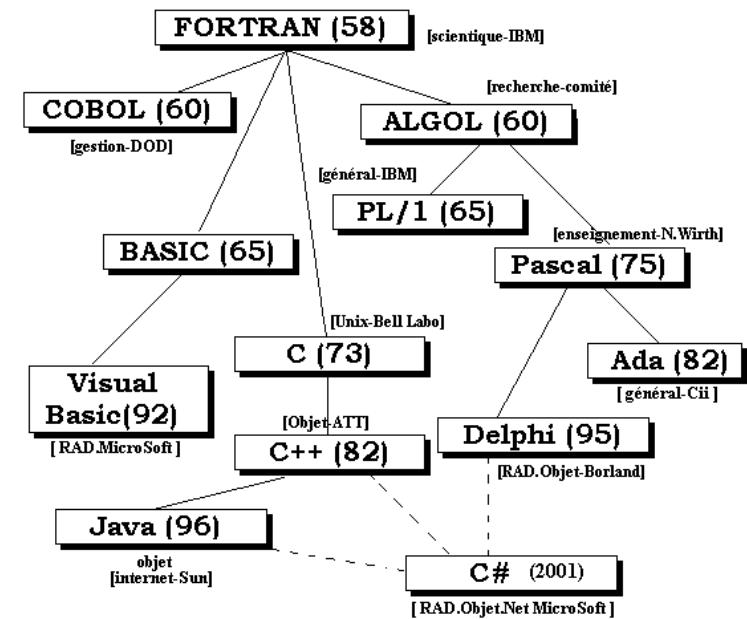 FORTRAN (58)
[scientique-IBM]
[recherche-comité]
COBOL (60)
ALGOL (60)
[gestion-DOD]
[général-IBM]
PL/1 (65)
[enseignement-N.Wirth]
BASIC (65)
Pascal (75)
[Unix-Bell Labo]
C (73)
Ada (82)
[ général-Cii ]
Visual
Basic(92)
[ RAD.MicroSoft ]
[Objet-ATT]
C++ (82)
Delphi (95)
[RAD.Objet-Borland]
Java (96)
objet
[internet-Sun]
C# (2001)
[ RAD.Objet.Net MicroSoft ]